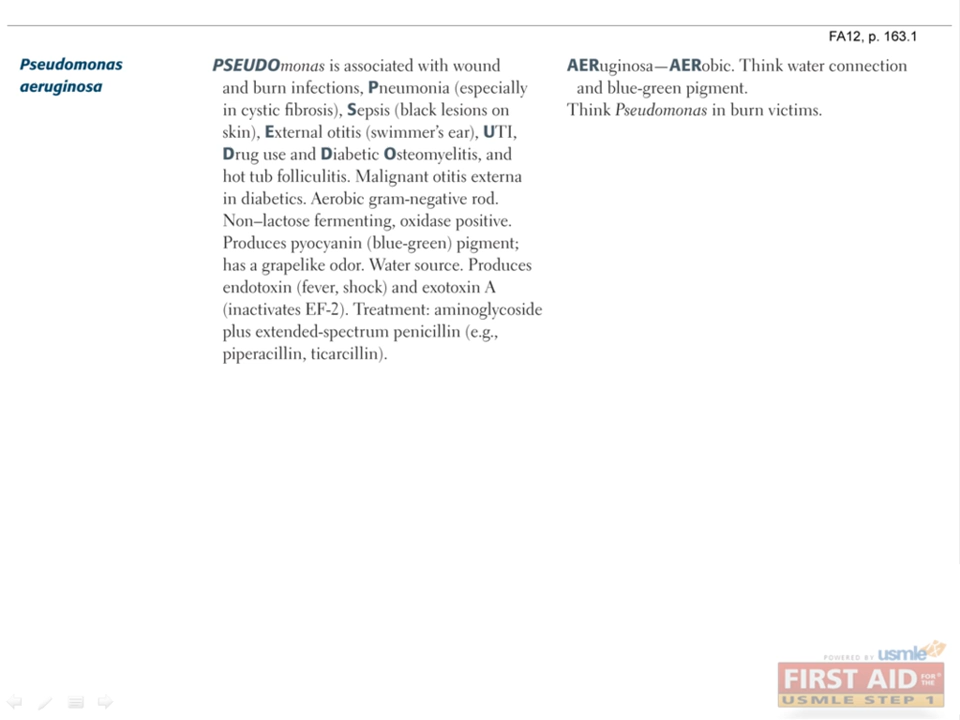 FA12, p. 163.1
Pseudomonas
aeruginosa
PSEUDOmonas is associated with wound
and burn infections, Pneumonia (especially
in cystic fibrosis), Sepsis (black lesions on
skin), External otitis (swimmer's ear), UTI,
Drug use and Diabetic Osteomyelitis, and
hot tub folliculitis. Malignant otitis externa
in diabetics. Aerobic gram-negative rod.
Non–lactose fermenting, oxidase positive.
Produces pyocyanin (blue-green) pigment;
has a grapelike odor. Water source. Produces
endotoxin (fever, shock) and exotoxin A
(inactivates EF-2). Treatment: aminoglycoside
plus extended-spectrum penicillin (e.g.,
piperacillin, ticarcillin).
AERuginosa—AERobic. Think water connection
and blue-green pigment.
Think Pseudomonas in burn victims.
POWERED BY usmle
FIRST AID FOR THE
USMLE STEP 1